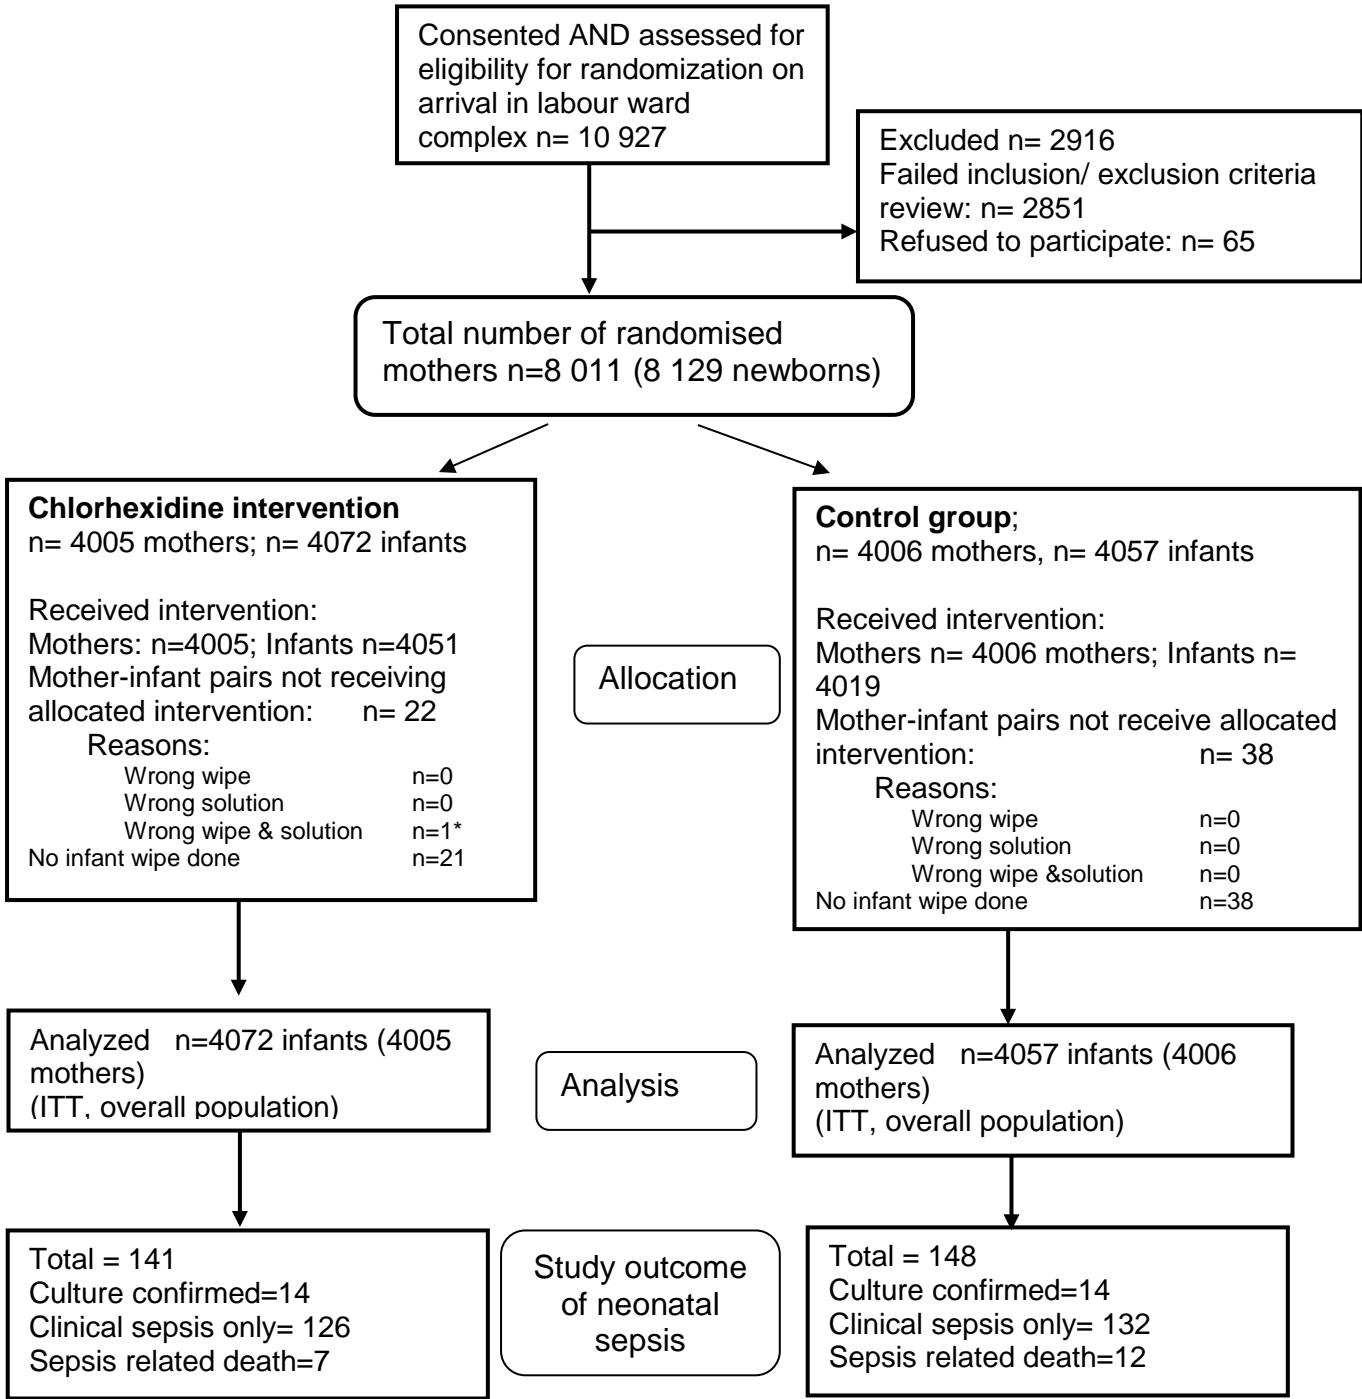 Consented AND assessed for
eligibility for randomization on
arrival in labour ward
complex n= 10 927
Excluded n= 2916
Failed inclusion/ exclusion criteria
review: n= 2851
Refused to participate: n= 65
Total number of randomised
mothers n=8 011 (8 129 newborns)
Chlorhexidine intervention
n= 4005 mothers; n= 4072 infants
Received intervention:
Mothers: n=4005; Infants n=4051
Mother-infant pairs not receiving
allocated intervention: n= 22
Reasons:
Wrong wipe n=0
Wrong solution n=0
Wrong wipe & solution n=1*
No infant wipe done n=21
Allocation
Control group;
n= 4006 mothers, n= 4057 infants
Received intervention:
Mothers n= 4006 mothers; Infants n=
4019
Mother-infant pairs not receive allocated
intervention: n= 38
Reasons:
Wrong wipe n=0
Wrong solution n=0
Wrong wipe &solution n=0
No infant wipe done n=38
Analyzed n=4072 infants (4005
mothers)
(ITT, overall population)
Analysis
Analyzed n=4057 infants (4006
mothers)
(ITT, overall population)
Total = 141
Culture confirmed=14
Clinical sepsis only= 126
Sepsis related death=7
Study outcome
of neonatal
sepsis
Total = 148
Culture confirmed=14
Clinical sepsis only= 132
Sepsis related death=12